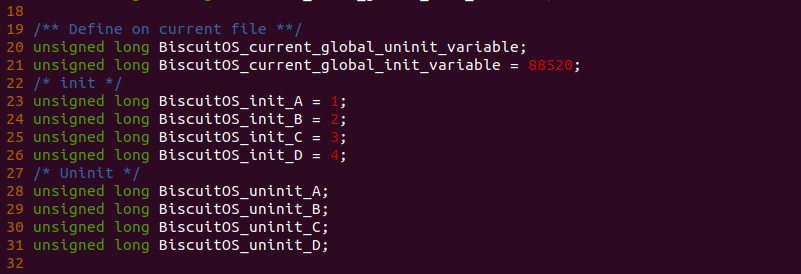 18
19 /** Define on current file **/
20 unsigned long BiscuitOS_current_global_uninit_variable;
21 unsigned long BiscuitOS_current_global_init_variable = 88520;
22 /* init */
23 unsigned long BiscuitOS_init_A = 1;
24 unsigned long BiscuitOS_init_B = 2;
25 unsigned long BiscuitOS_init_C = 3;
26 unsigned long BiscuitOS_init_D = 4;
27 /* Uninit */
28 unsigned long BiscuitOS_uninit_A;
29 unsigned long BiscuitOS_uninit_B;
30 unsigned long BiscuitOS_uninit_C;
31 unsigned long BiscuitOS_uninit_D;
32